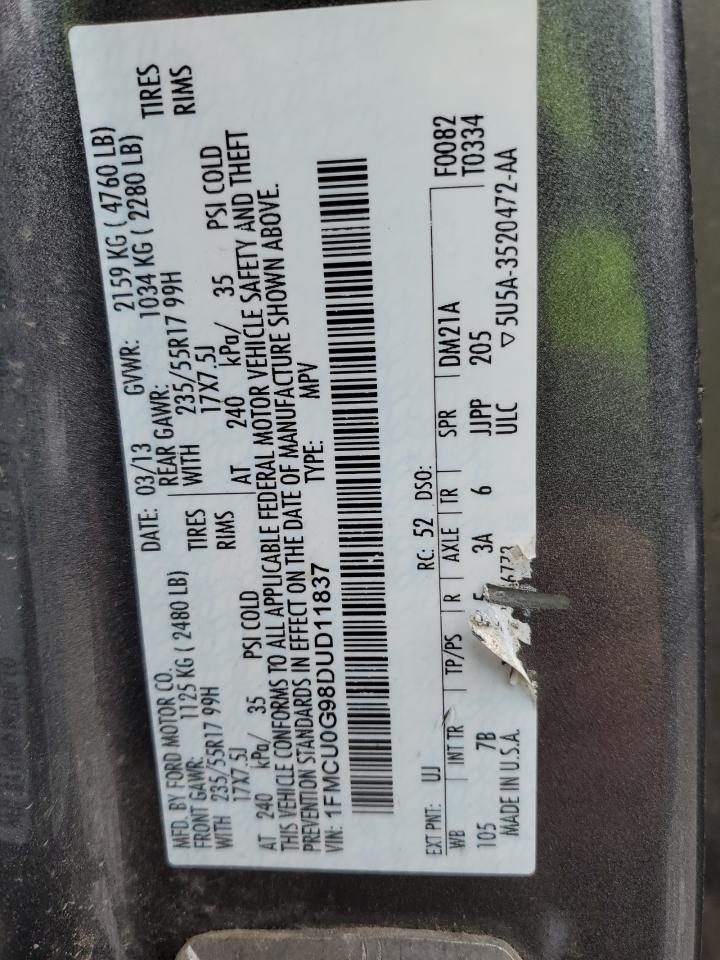 MFD. BY FORD MOTOR CO.
DATE: 03/13 GVWR: 2159 KG ( 4760 LB)
FRONT GAWR: 1125 KG ( 2480 LB) REAR GAWR: 1034 KG ( 2280 LB)
WITH 235/55R17 99H TIRES WITH 235/55R17 99H TIRES
17X7.5J RIMS 17X7.5J RIMS
AT 240 kPa/ 35 PSI COLD AT 240 kPa/ 35 PSI COLD
THIS VEHICLE CONFORMS TO ALL APPLICABLE FEDERAL MOTOR VEHICLE SAFETY AND THEFT
PREVENTION STANDARDS IN EFFECT ON THE DATE OF MANUFACTURE SHOWN ABOVE.
VIN: 1FMCU0G98DUD11837 TYPE: MPV
EXT PNT: UJ RC: 52 DSO: F0082
WB INT TR TP/PS R AXLE TR SPR DM21A T0334
105 7B 3A 6 JJPP 205
MADE IN U.S.A. ULC ▽5U5A-3520472-AA